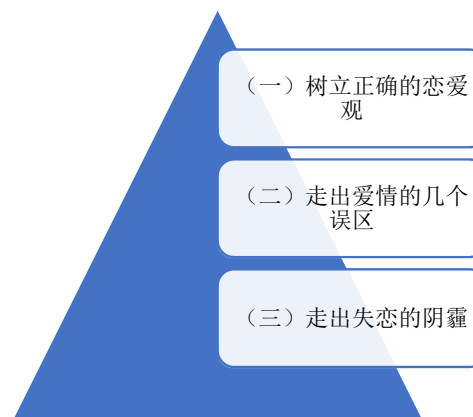 （一）树立正确的恋爱
观
（二）走出爱情的几个
误区
（三）走出失恋的阴霾